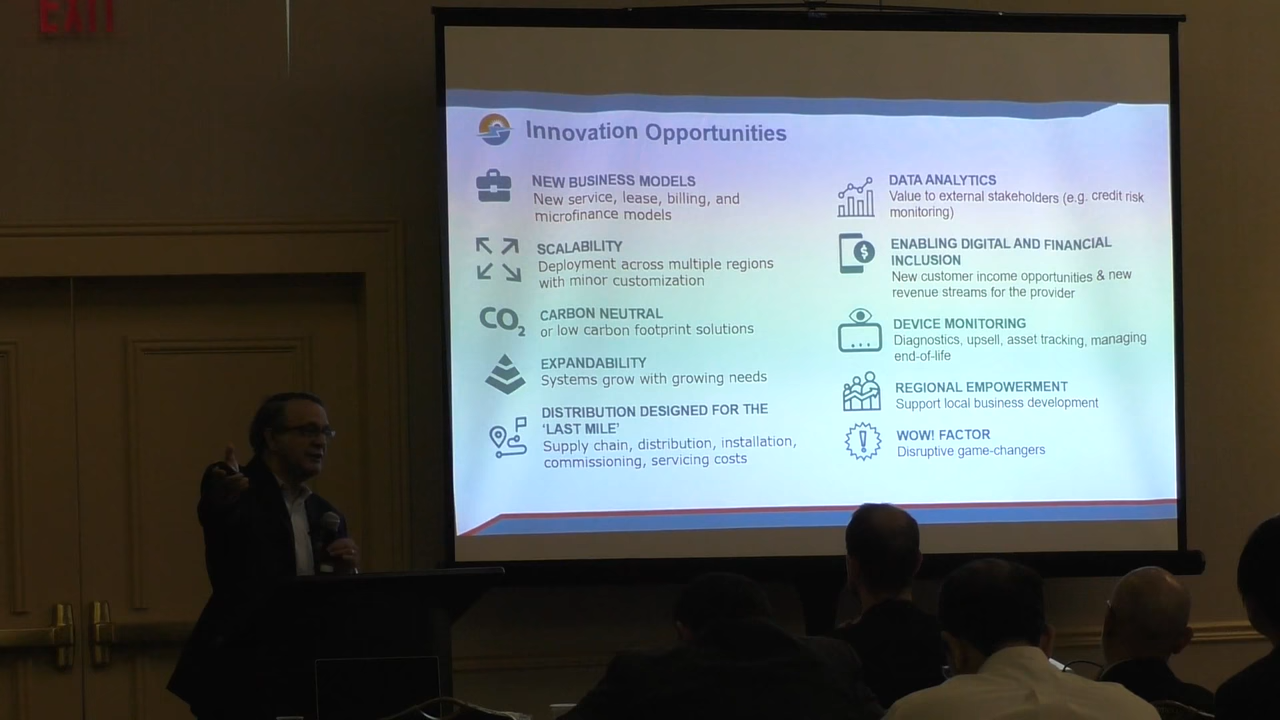 EXIT
Innovation Opportunities
NEW BUSINESS MODELS
New service, lease, billing, and
microfinance models
SCALABILITY
Deployment across multiple regions
with minor customization
CO2
CARBON NEUTRAL
or low carbon footprint solutions
EXPANDABILITY
Systems grow with growing needs
DISTRIBUTION DESIGNED FOR THE
'LAST MILE'
Supply chain, distribution, installation,
commissioning, servicing costs
DATA ANALYTICS
Value to external stakeholders (e.g. credit risk
monitoring)
$
ENABLING DIGITAL AND FINANCIAL
INCLUSION
New customer income opportunities & new
revenue streams for the provider
DEVICE MONITORING
Diagnostics, upsell, asset tracking, managing
end-of-life
REGIONAL EMPOWERMENT
Support local business development
!
WOW! FACTOR
Disruptive game-changers